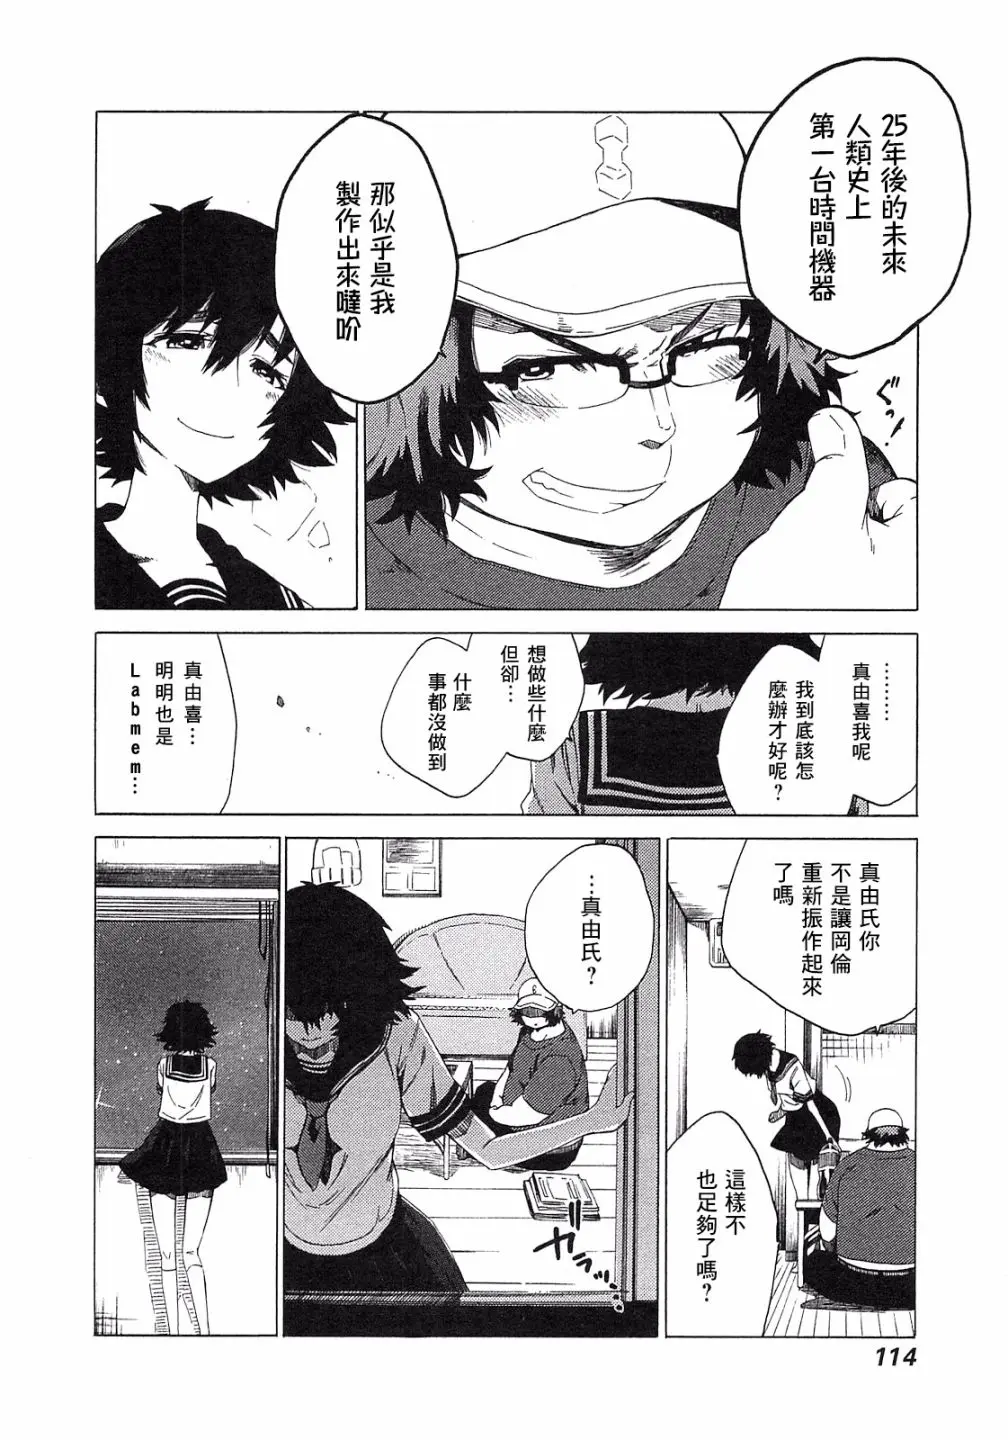 25年後的未來
人類史上
第一台時間機器
ぐっ!
那似乎是我
製作出來噠吩
………
真由喜我呢
我到底該怎
麼辦才好呢?
想做些什麼
但卻…
什麼
事都沒做到
真由喜…
明明也是
Labmem…
真由氏你
不是讓岡倫
重新振作起來
了嗎
這樣不
也足夠了嗎?
…真由氏?
ガラッ…
114